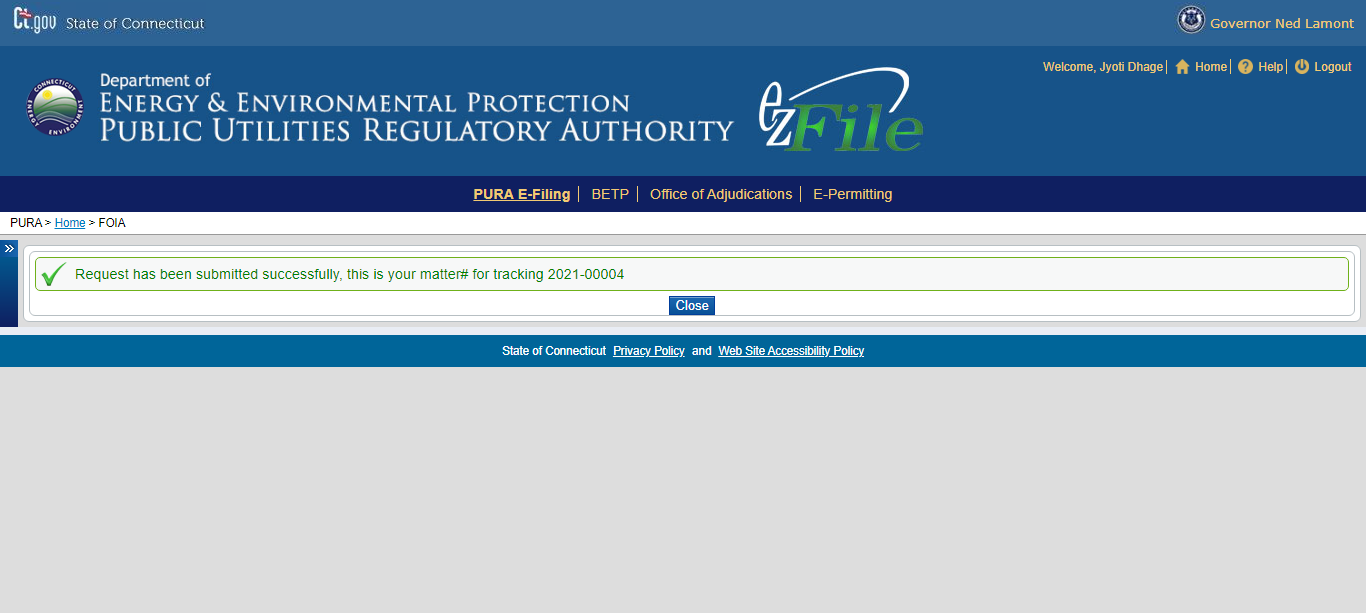 Ct.gov State of Connecticut
Governor Ned Lamont
Welcome, Jyoti Dhage | Home | Help | Logout
Department of
ENERGY & ENVIRONMENTAL PROTECTION
PUBLIC UTILITIES REGULATORY AUTHORITY
ezFile
CONNECTICUT
ENERGY ENVIRONMENT
PURA E-Filing | BETP | Office of Adjudications | E-Permitting
PURA > Home > FOIA
»
Request has been submitted successfully, this is your matter# for tracking 2021-00004
Close
State of Connecticut Privacy Policy and Web Site Accessibility Policy